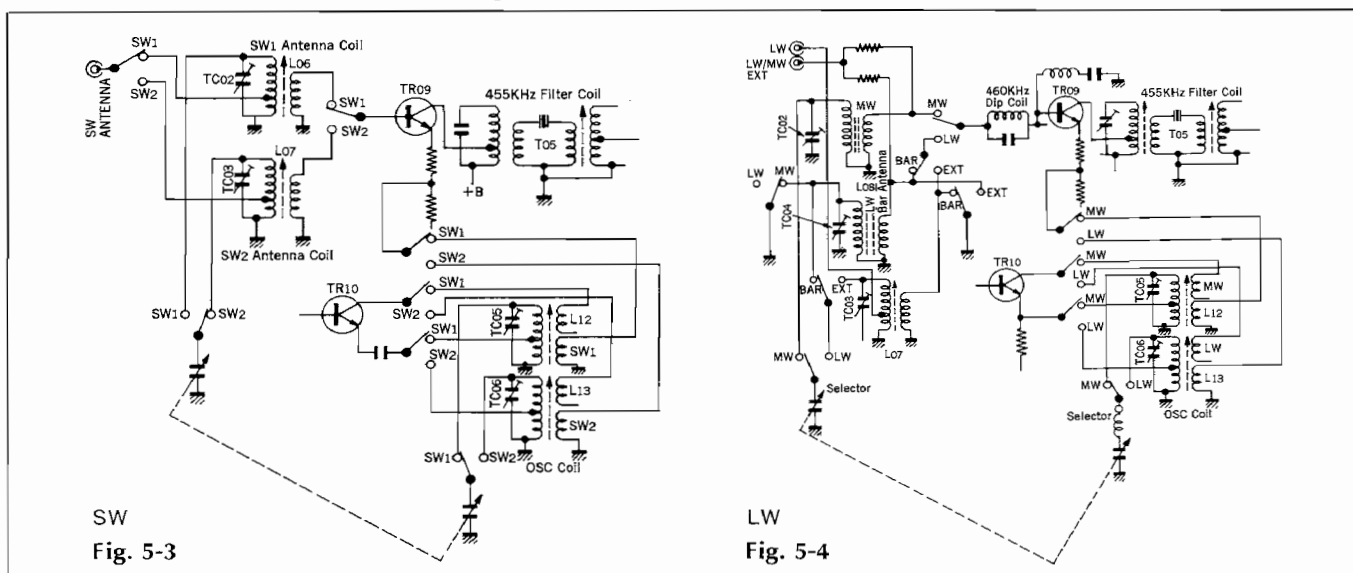 SW1
SW2
SW ANTENNA
SW1 Antenna Coil
L06
TC02
SW1
SW2
TR09
455KHz Filter Coil
T05
+B
TC03
L07
SW2 Antenna Coil
SW1
SW2
SW1
SW2
TR10
SW1
SW2
SW1
SW2
TC05
L12
SW1
TC06
L13
SW2
SW1
SW2
OSC Coil
SW
Fig. 5-3
LW
LW/MW
EXT
TC02
MW
MW
LW
460KHz
Dip Coil
TR09
455KHz Filter Coil
T05
LW
MW
TC04
L081
LW
Bar Antenna
BAR
EXT
BAR
EXT
BAR
EXT
TC03
L07
MW
LW
Selector
MW
LW
MW
LW
MW
LW
TR10
TC05
MW
L12
TC06
LW
L13
MW
LW
OSC Coil
Selector
LW
Fig. 5-4